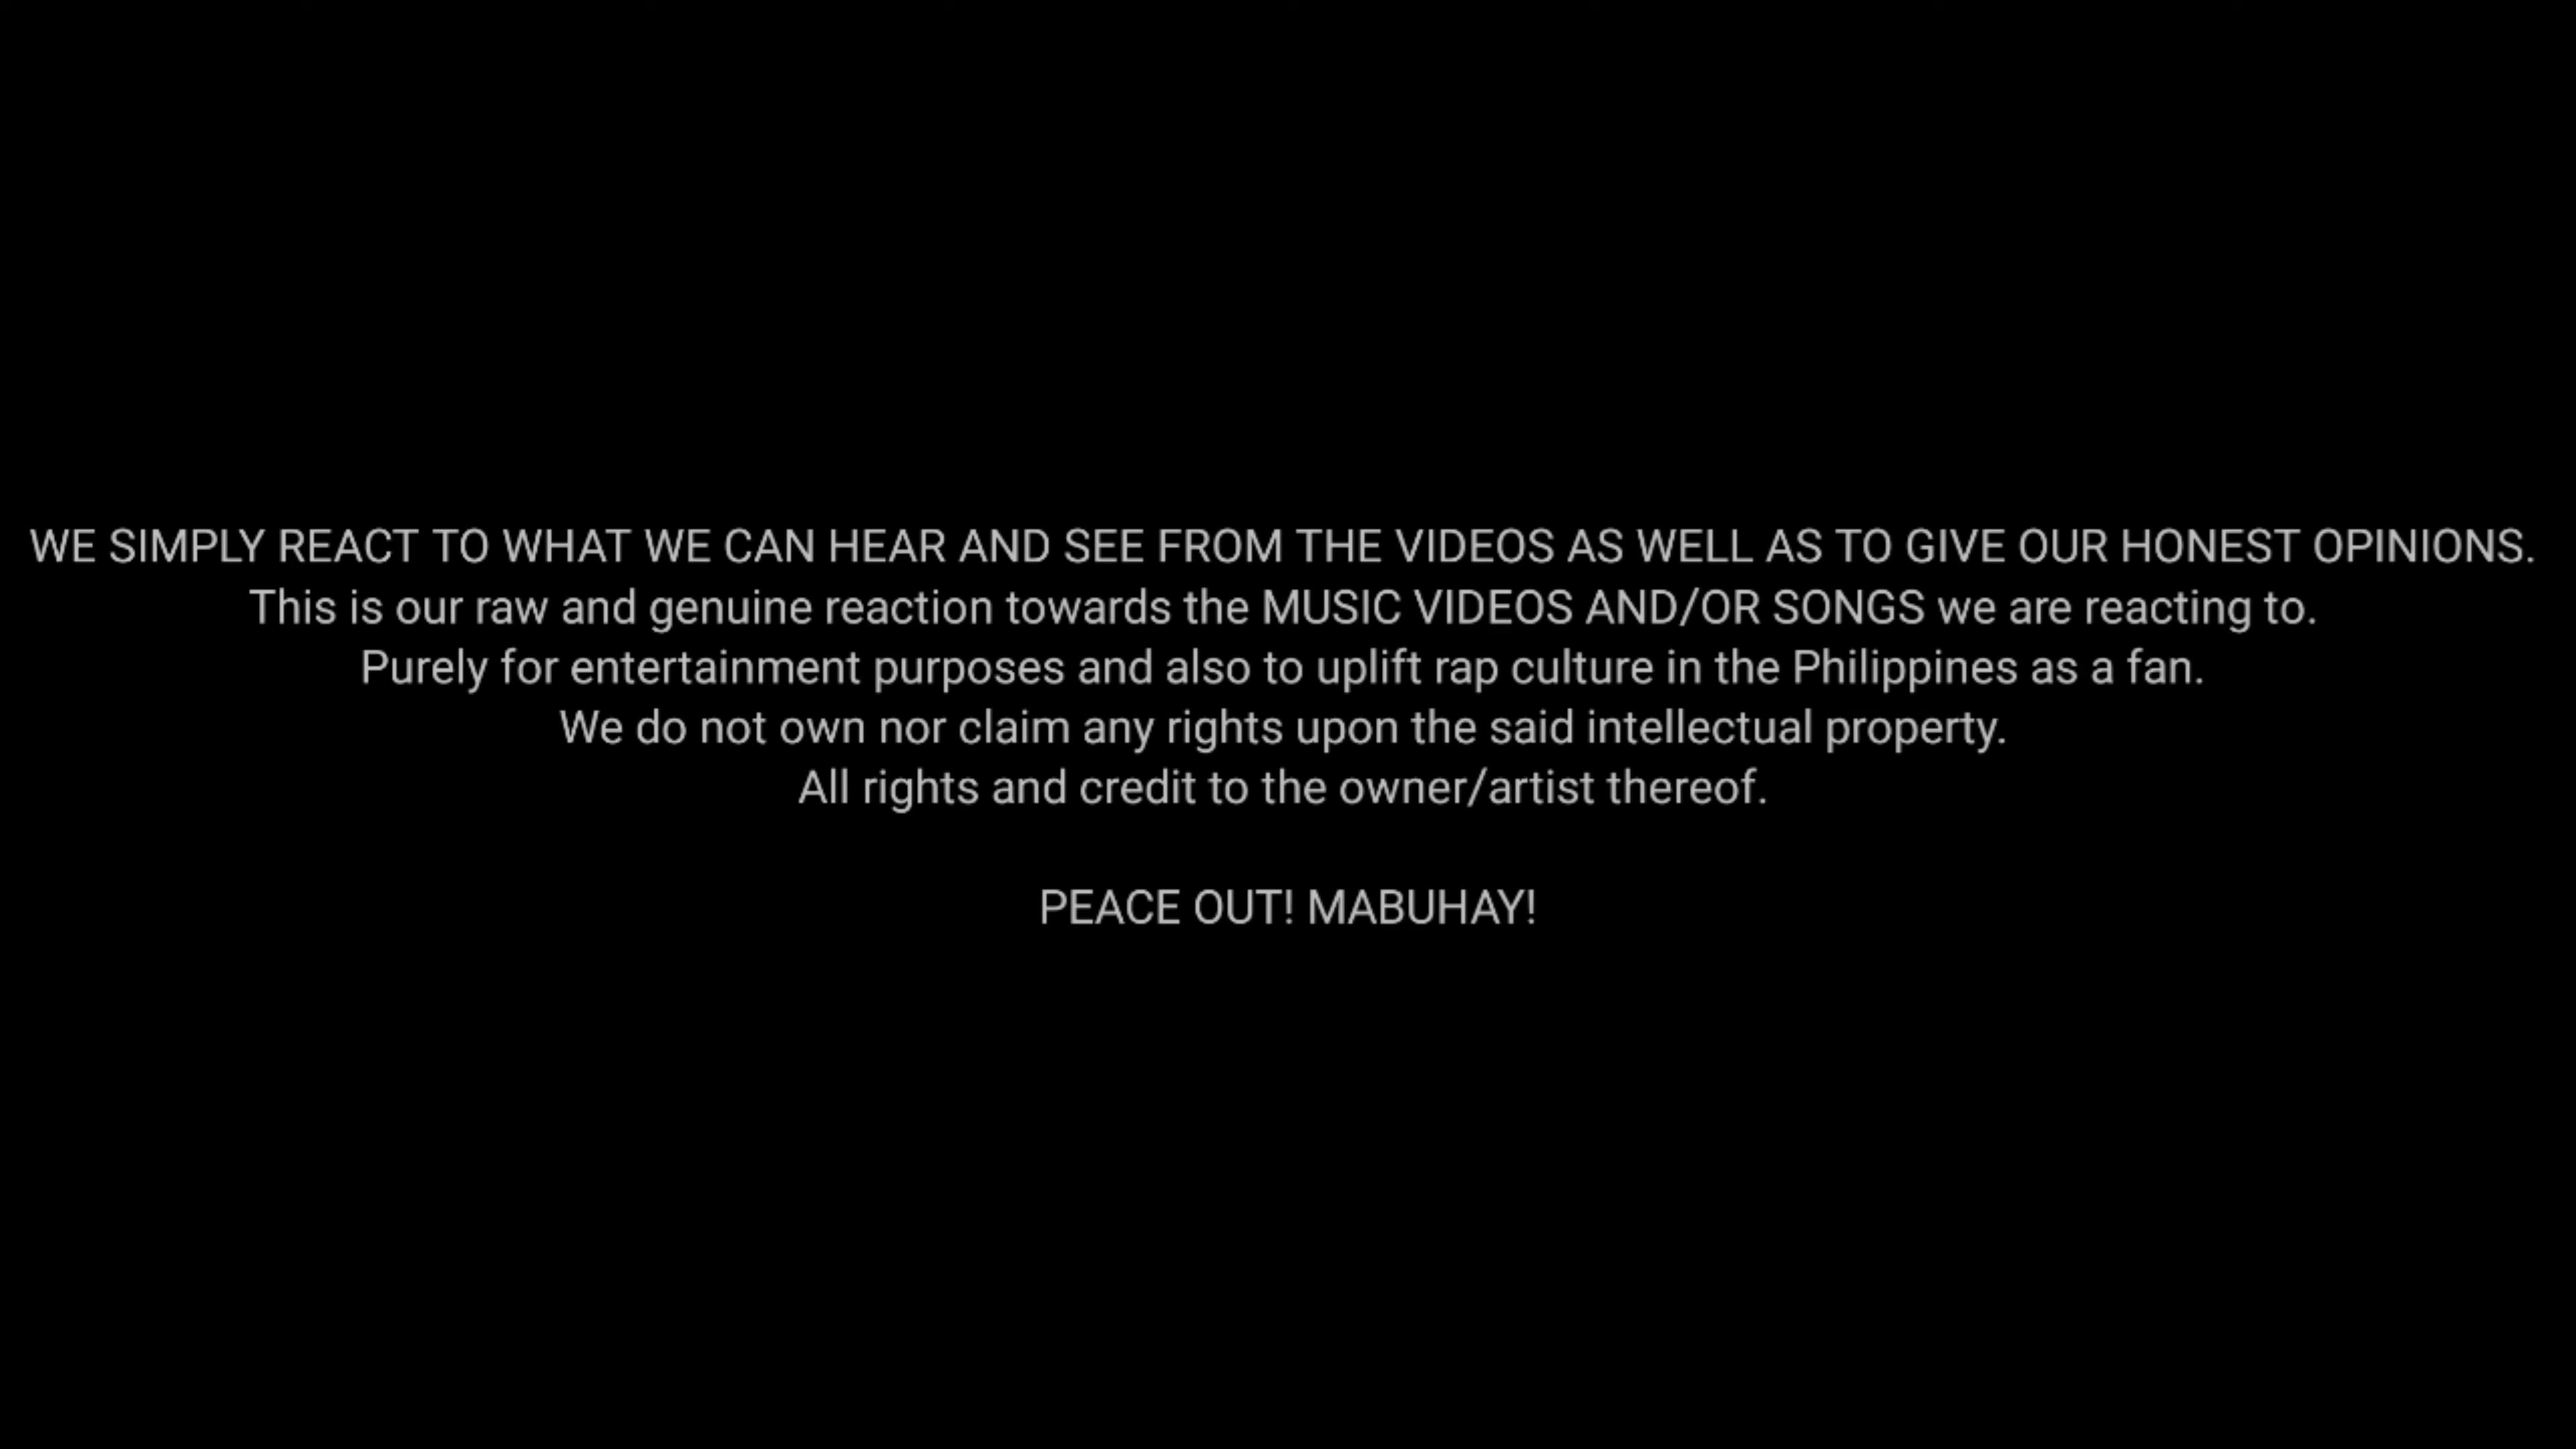 WE SIMPLY REACT TO WHAT WE CAN HEAR AND SEE FROM THE VIDEOS AS WELL AS TO GIVE OUR HONEST OPINIONS.
This is our raw and genuine reaction towards the MUSIC VIDEOS AND/OR SONGS we are reacting to.
Purely for entertainment purposes and also to uplift rap culture in the Philippines as a fan.
We do not own nor claim any rights upon the said intellectual property.
All rights and credit to the owner/artist thereof.
PEACE OUT! MABUHAY!